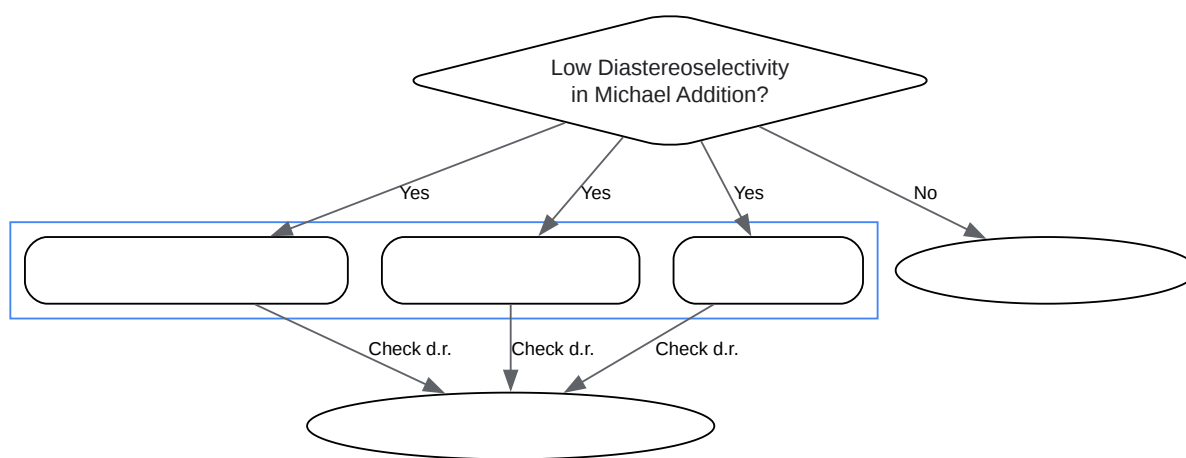 Low Diastereoselectivity
in Michael Addition?
Yes
Yes
Yes
No
Check d.r.
Check d.r.
Check d.r.